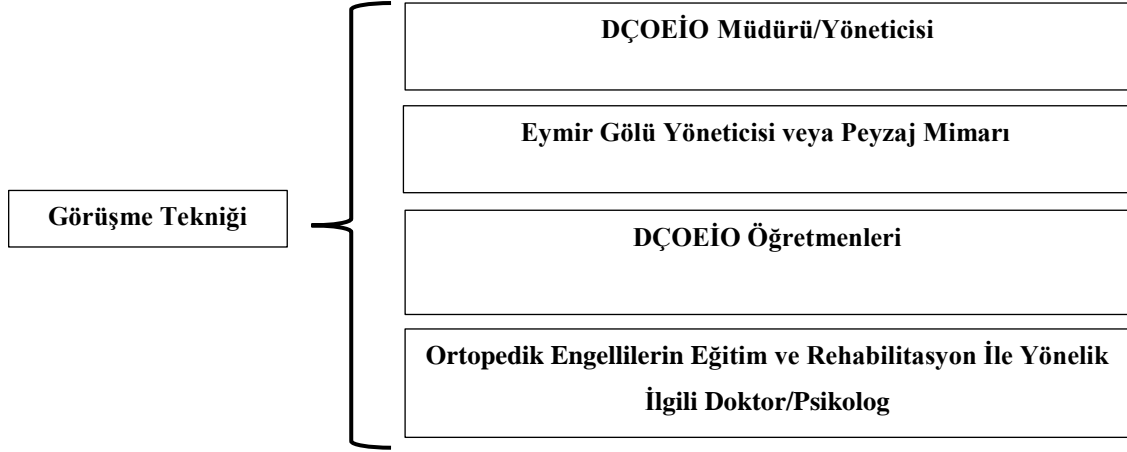 DÇOEİO Müdürü/Yöneticisi
Eymir Gölü Yöneticisi veya Peyzaj Mimarı
Görüşme Tekniği
DÇOEİO Öğretmenleri
Ortopedik Engellilerin Eğitim ve Rehabilitasyon İle Yönelik
İlgili Doktor/Psikolog